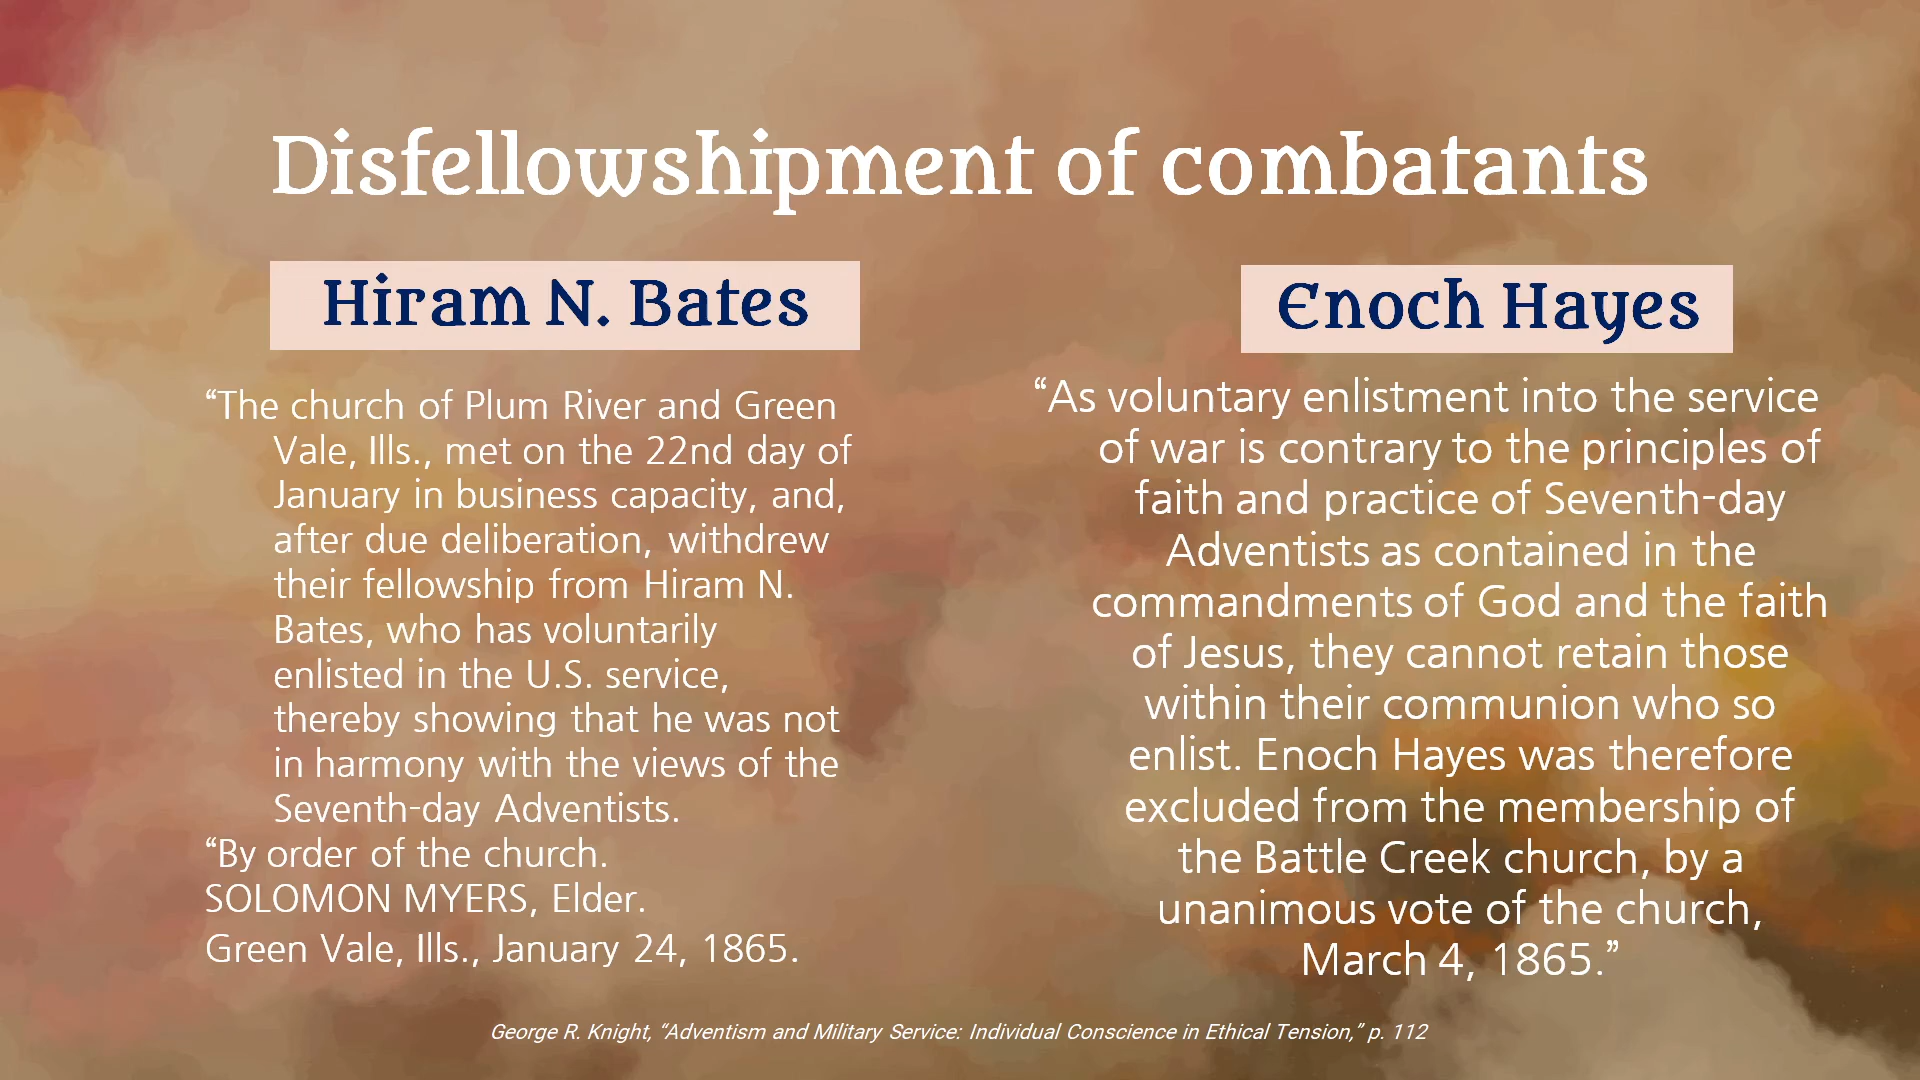 Disfellowshipment of combatants
Hiram N. Bates
“The church of Plum River and Green
Vale, Ills., met on the 22nd day of
January in business capacity, and,
after due deliberation, withdrew
their fellowship from Hiram N.
Bates, who has voluntarily
enlisted in the U.S. service,
thereby showing that he was not
in harmony with the views of the
Seventh-day Adventists.
“By order of the church.
SOLOMON MYERS, Elder.
Green Vale, Ills., January 24, 1865.
Enoch Hayes
“As voluntary enlistment into the service
of war is contrary to the principles of
faith and practice of Seventh-day
Adventists as contained in the
commandments of God and the faith
of Jesus, they cannot retain those
within their communion who so
enlist. Enoch Hayes was therefore
excluded from the membership of
the Battle Creek church, by a
unanimous vote of the church,
March 4, 1865.”
George R. Knight, “Adventism and Military Service: Individual Conscience in Ethical Tension,” p. 112